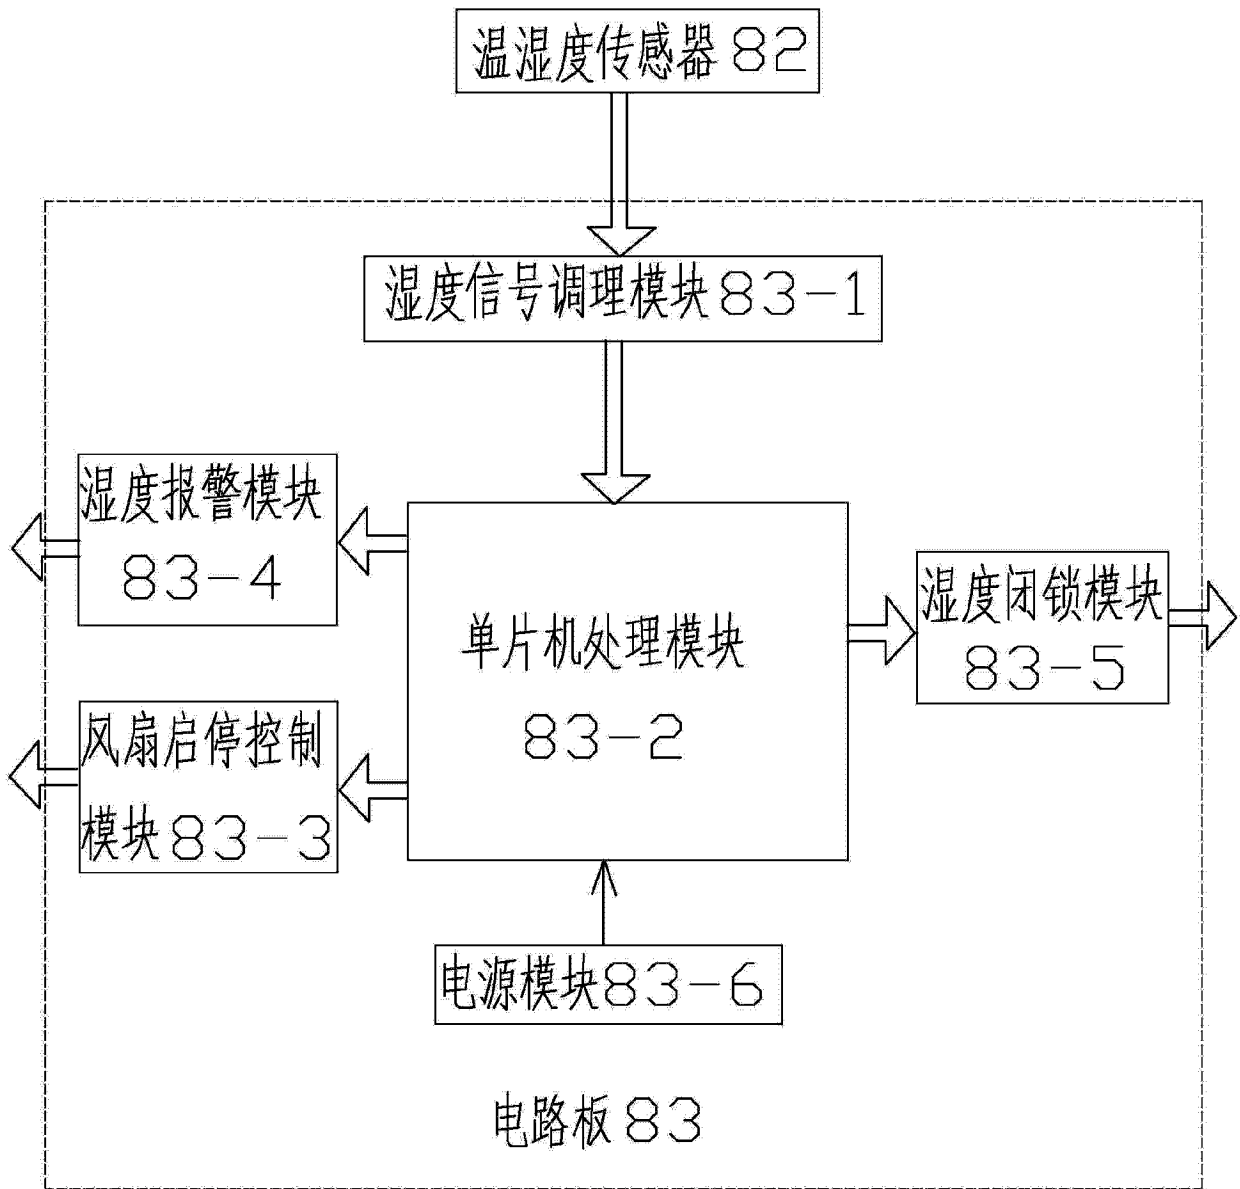 温湿度传感器82
湿度信号调理模块83-1
湿度报警模块
83-4
单片机处理模块
83-2
湿度闭锁模块
83-5
风扇启停控制
模块83-3
电源模块83-6
电路板83